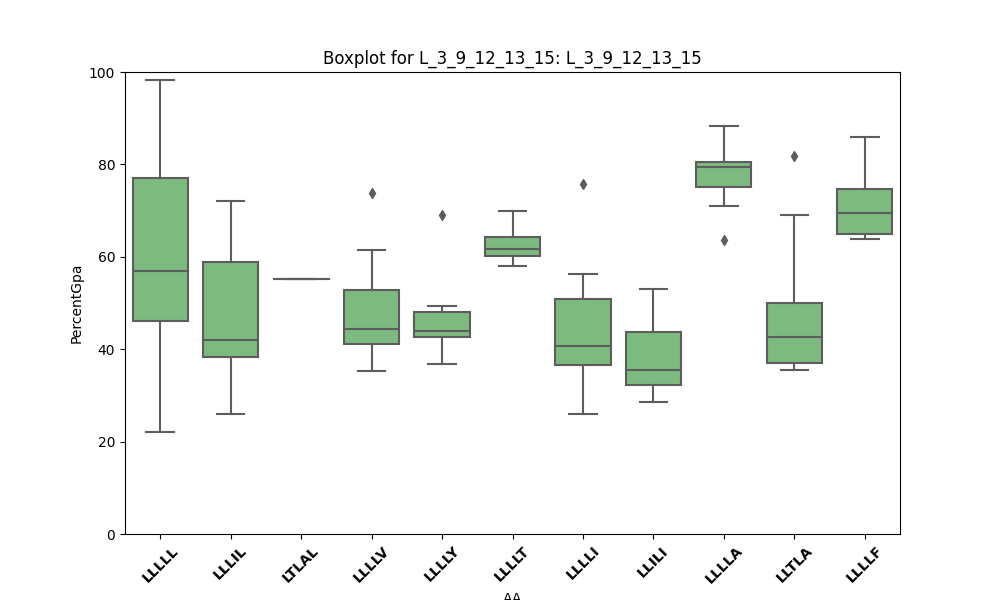 Boxplot for L_3_9_12_13_15: L_3_9_12_13_15
100
80
60
40
20
0
PercentGpa
LLLLL LLLIL LTLAL LLLLV LLLLY LLLLT LLLLI LLILI LLLLA LLTLA LLLLF
AA